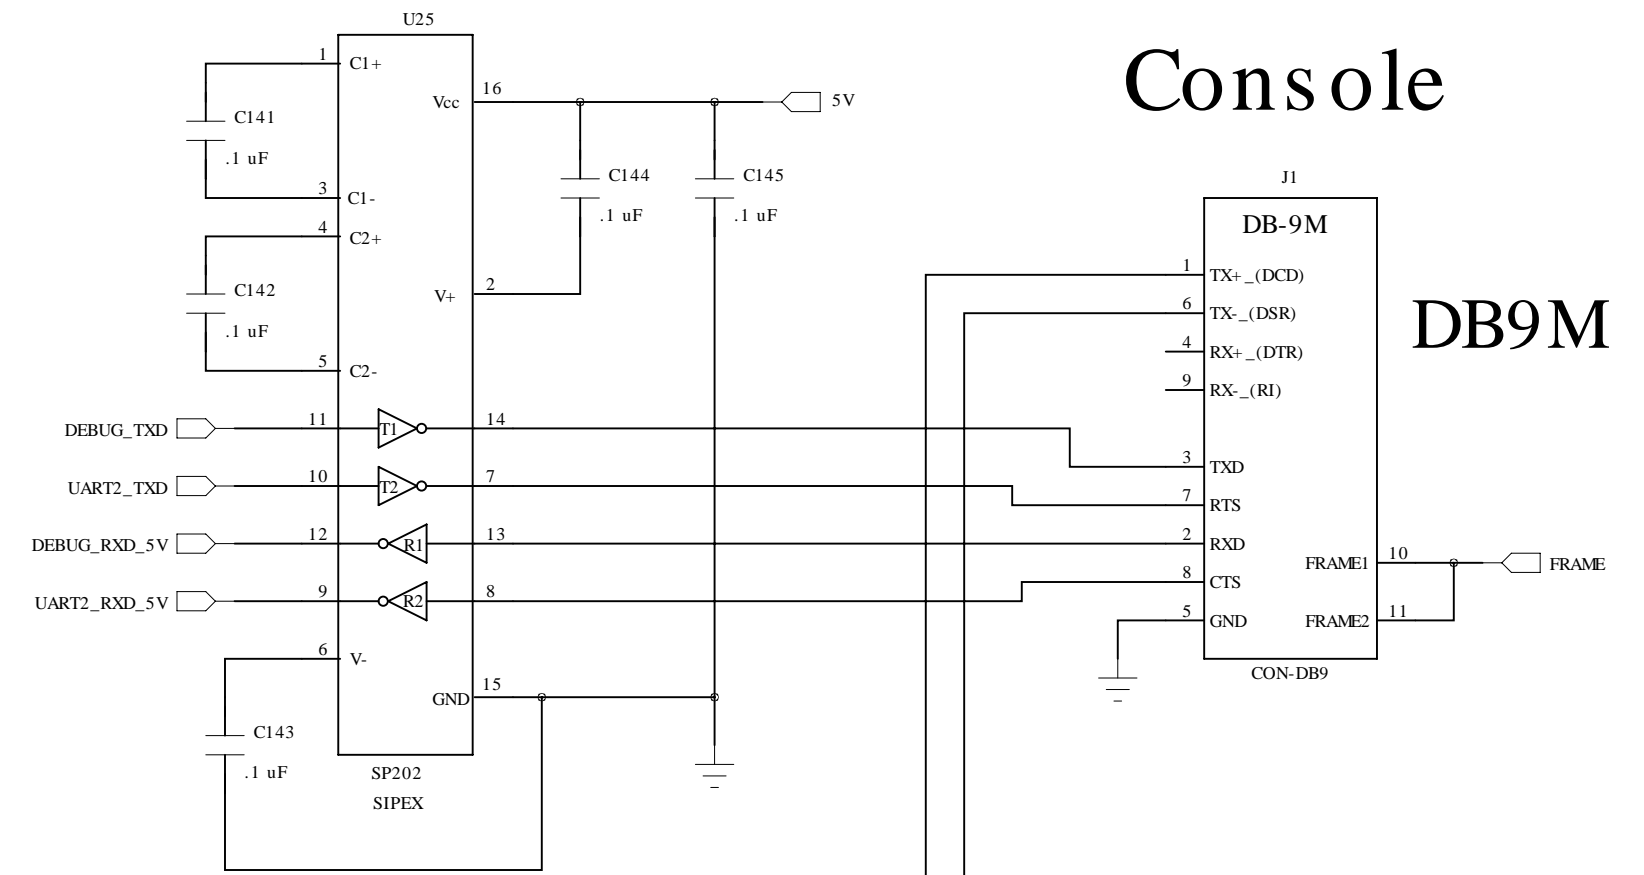 U25
Console
1
C1+
Vcc
16
5V
C141
.1 uF
C144
.1 uF
C145
.1 uF
J1
3
C1-
4
C2+
DB-9M
1
TX+_(DCD)
C142
.1 uF
V+
2
6
TX-_(DSR)
DB9M
4
RX+_(DTR)
5
C2-
9
RX-_(RI)
DEBUG_TXD
11
T1
14
3
TXD
UART2_TXD
10
T2
7
7
RTS
DEBUG_RXD_5V
12
R1
13
2
RXD
FRAME1
10
FRAME
8
CTS
UART2_RXD_5V
9
R2
8
5
GND
FRAME2
11
6
V-
CON-DB9
GND
15
C143
.1 uF
SP202
SIPEX